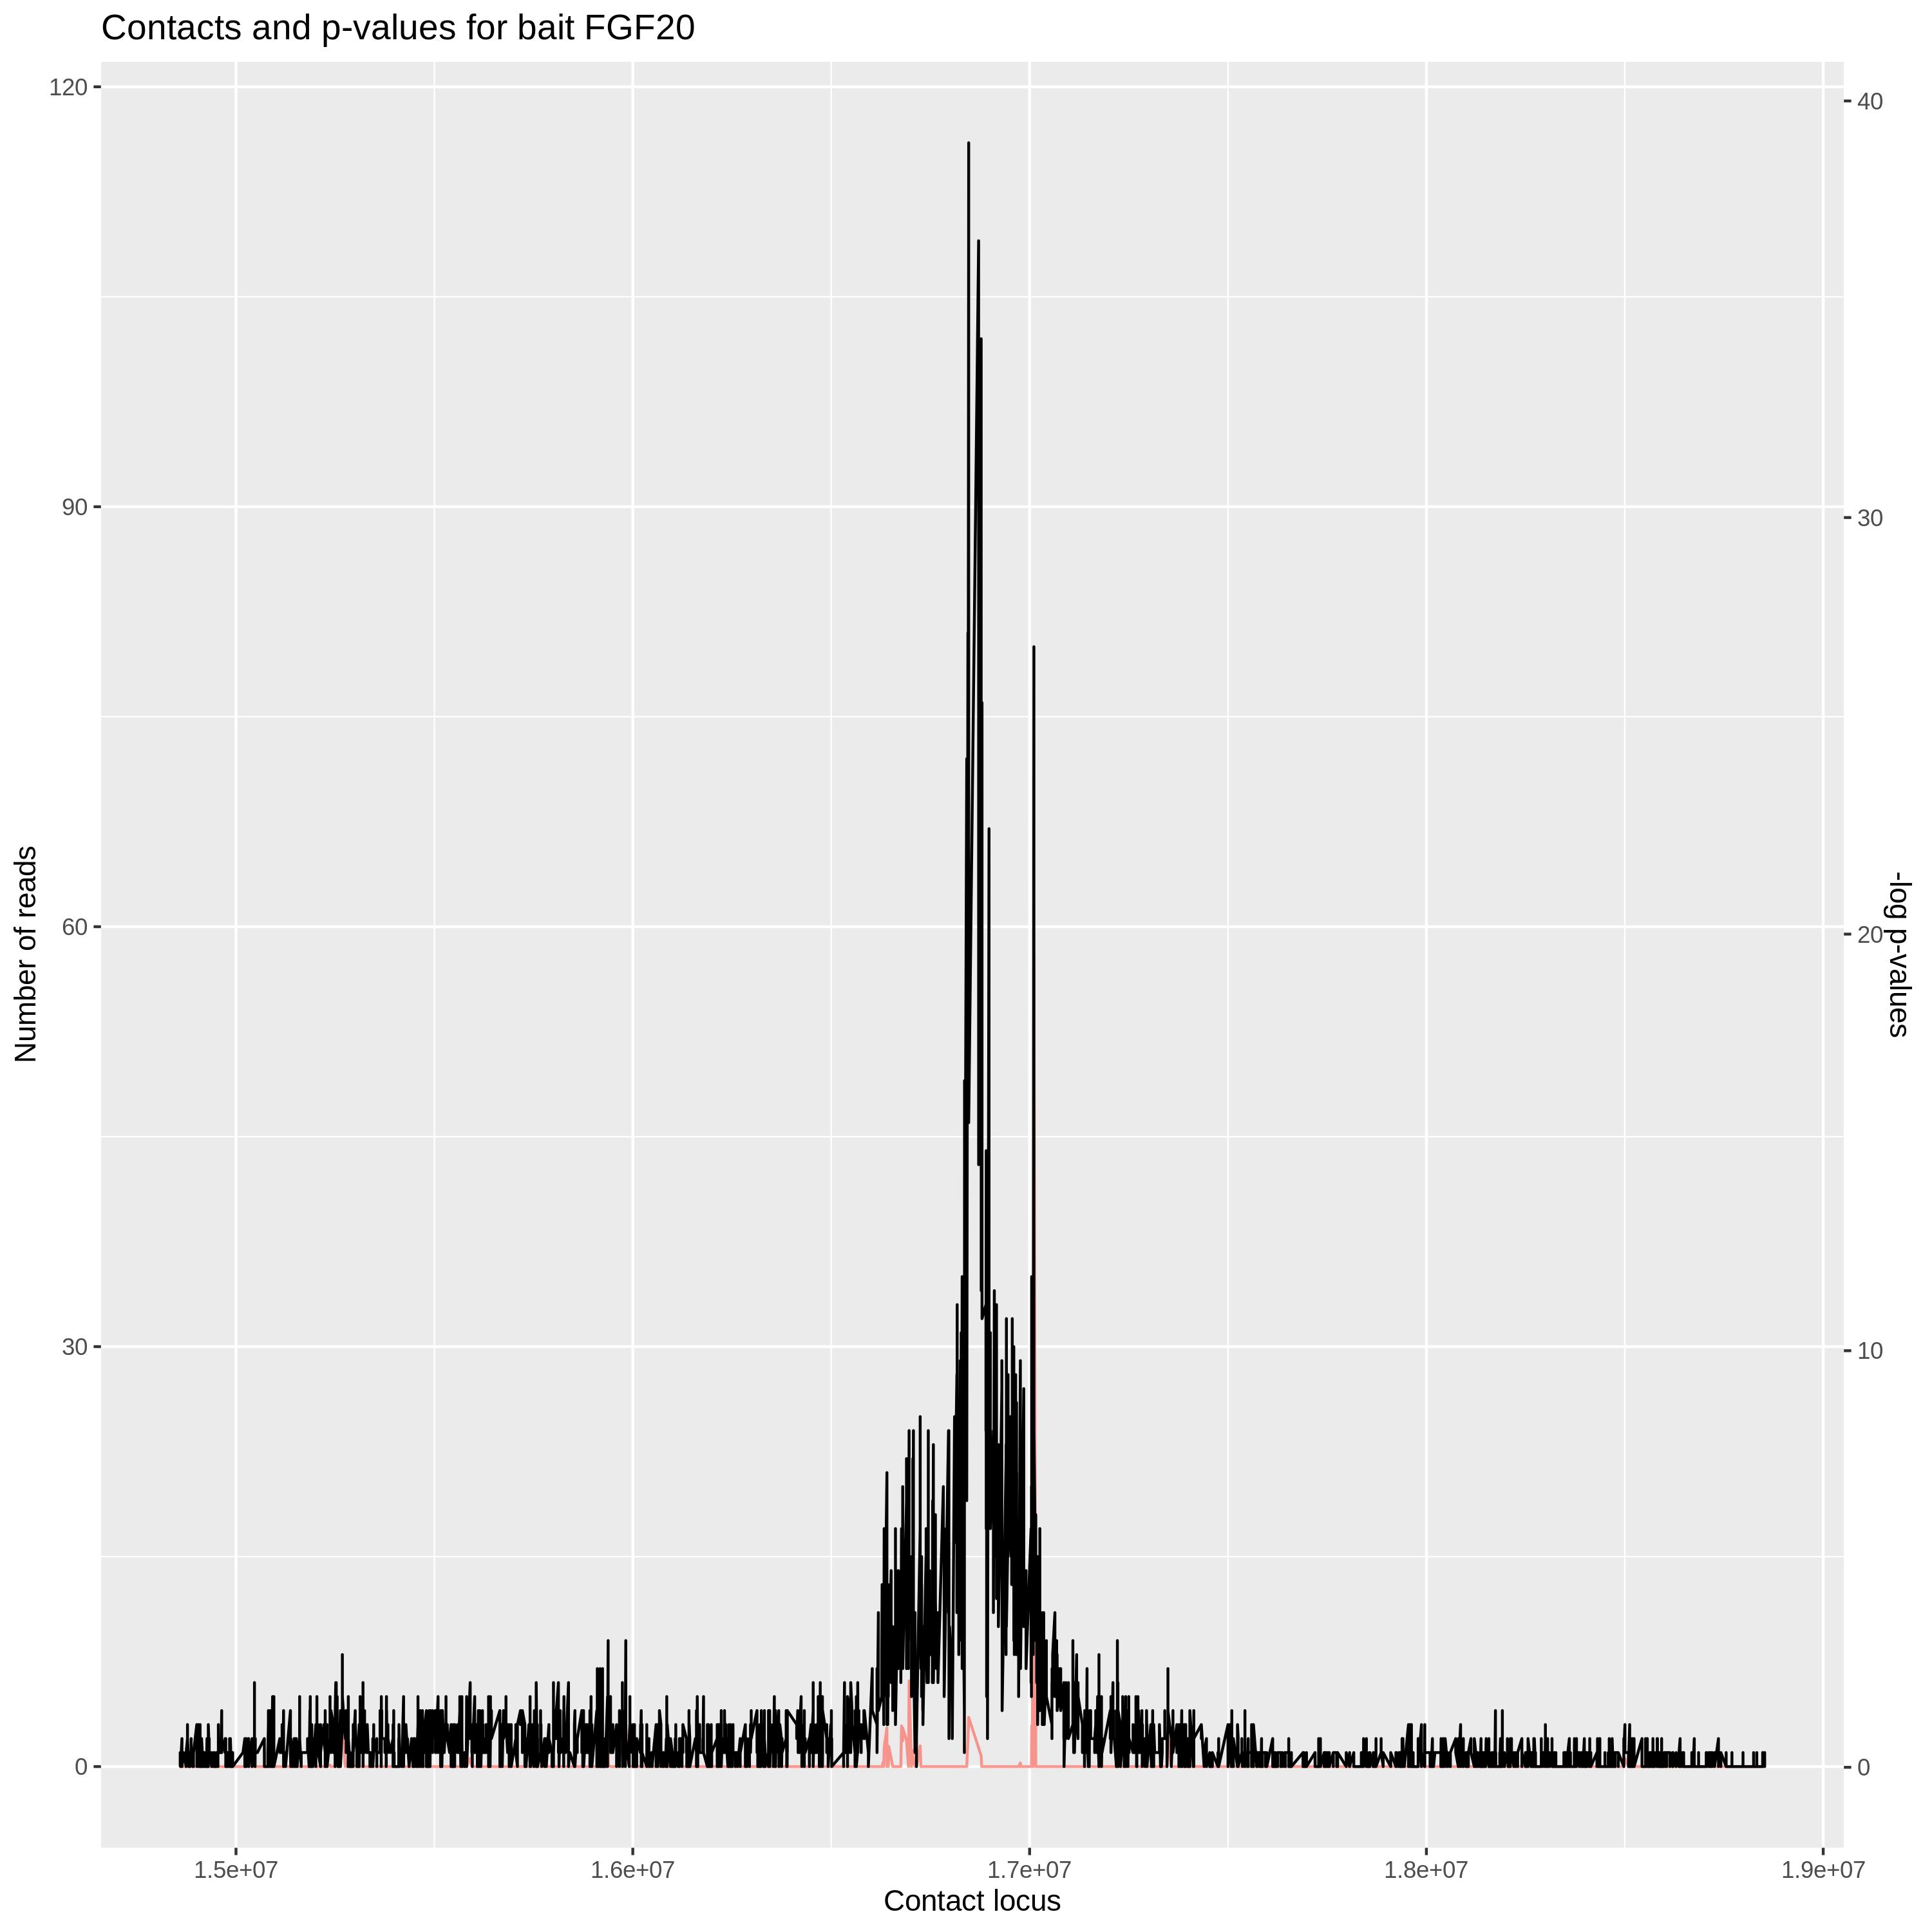 Contacts and p-values for bait FGF20
120
90
60
30
0
Number of reads
40
30
20
10
0
-log p-values
1.5e+07
1.6e+07
1.7e+07
1.8e+07
1.9e+07
Contact locus